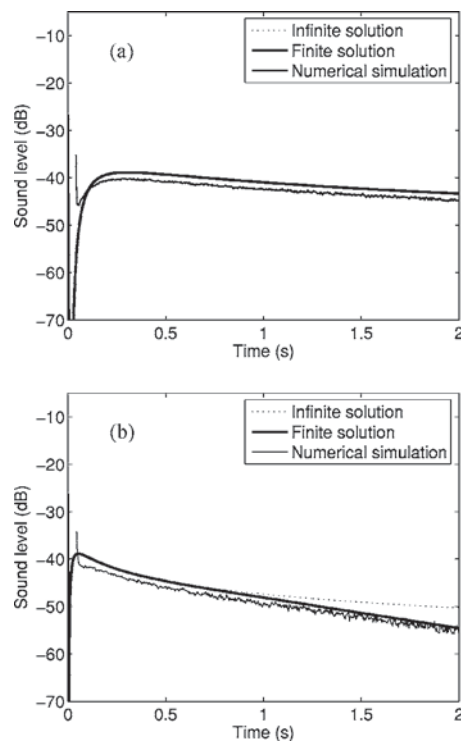 (a)
Infinite solution
Finite solution
Numerical simulation
Sound level (dB)
−5
−20
−30
−40
−50
−60
−70
0
0.5
1
1.5
2
Time (s)
(b)
Infinite solution
Finite solution
Numerical simulation
Sound level (dB)
−5
−20
−30
−40
−50
−60
−70
0
0.5
1
1.5
2
Time (s)